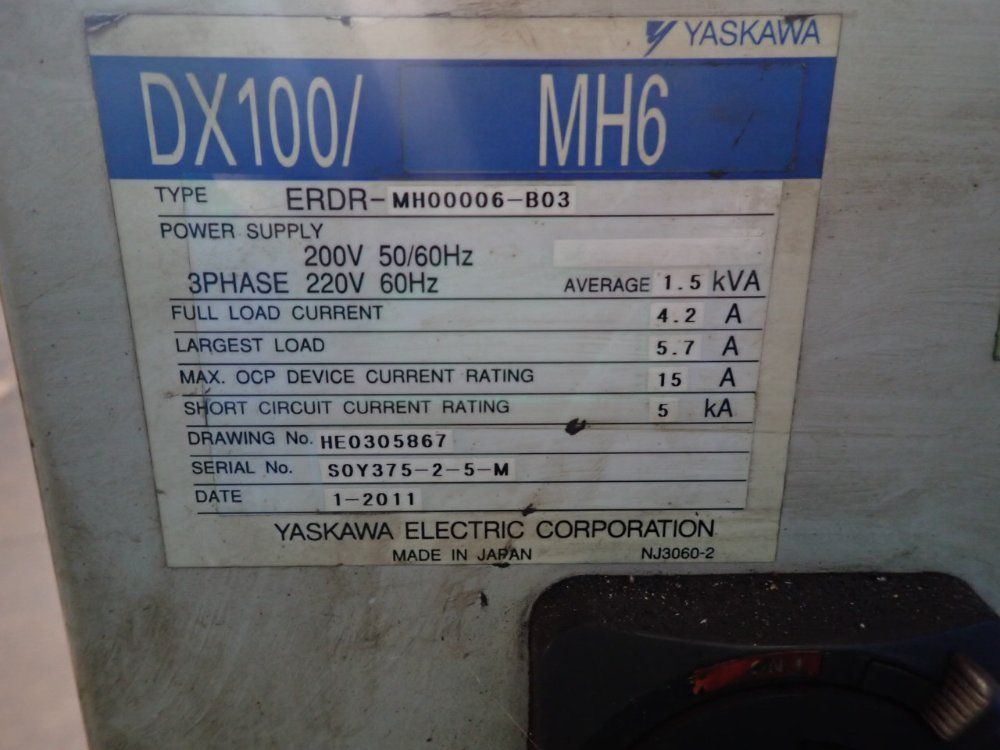 YASKAWA
DX100/ MH6
TYPE ERDR-MH00006-B03
POWER SUPPLY
200V 50/60Hz
3PHASE 220V 60Hz AVERAGE 1.5 kVA
FULL LOAD CURRENT 4.2 A
LARGEST LOAD 5.7 A
MAX. OCP DEVICE CURRENT RATING 15 A
SHORT CIRCUIT CURRENT RATING 5 kA
DRAWING No. HE0305867
SERIAL No. S0Y375-2-5-M
DATE 1-2011
YASKAWA ELECTRIC CORPORATION
MADE IN JAPAN NJ3060-2
ON